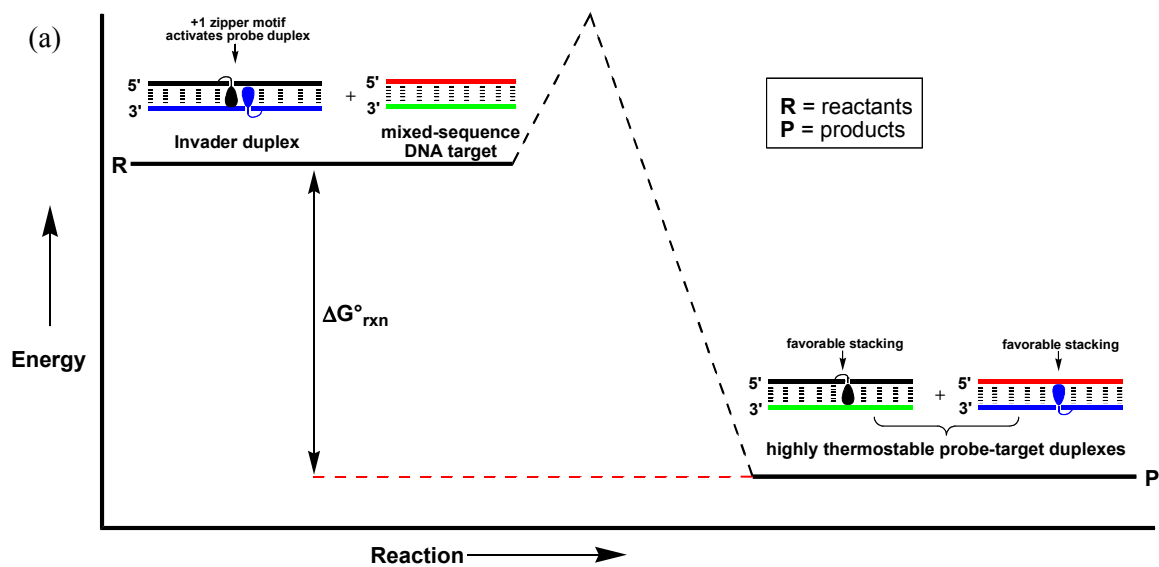 (a)
+1 zipper motif
activates probe duplex
5'
3'
+
5'
3'
Invader duplex
mixed-sequence
DNA target
R = reactants
P = products
R
ΔG°rxn
Energy
favorable stacking
favorable stacking
5'
3'
+
5'
3'
highly thermostable probe-target duplexes
P
Reaction